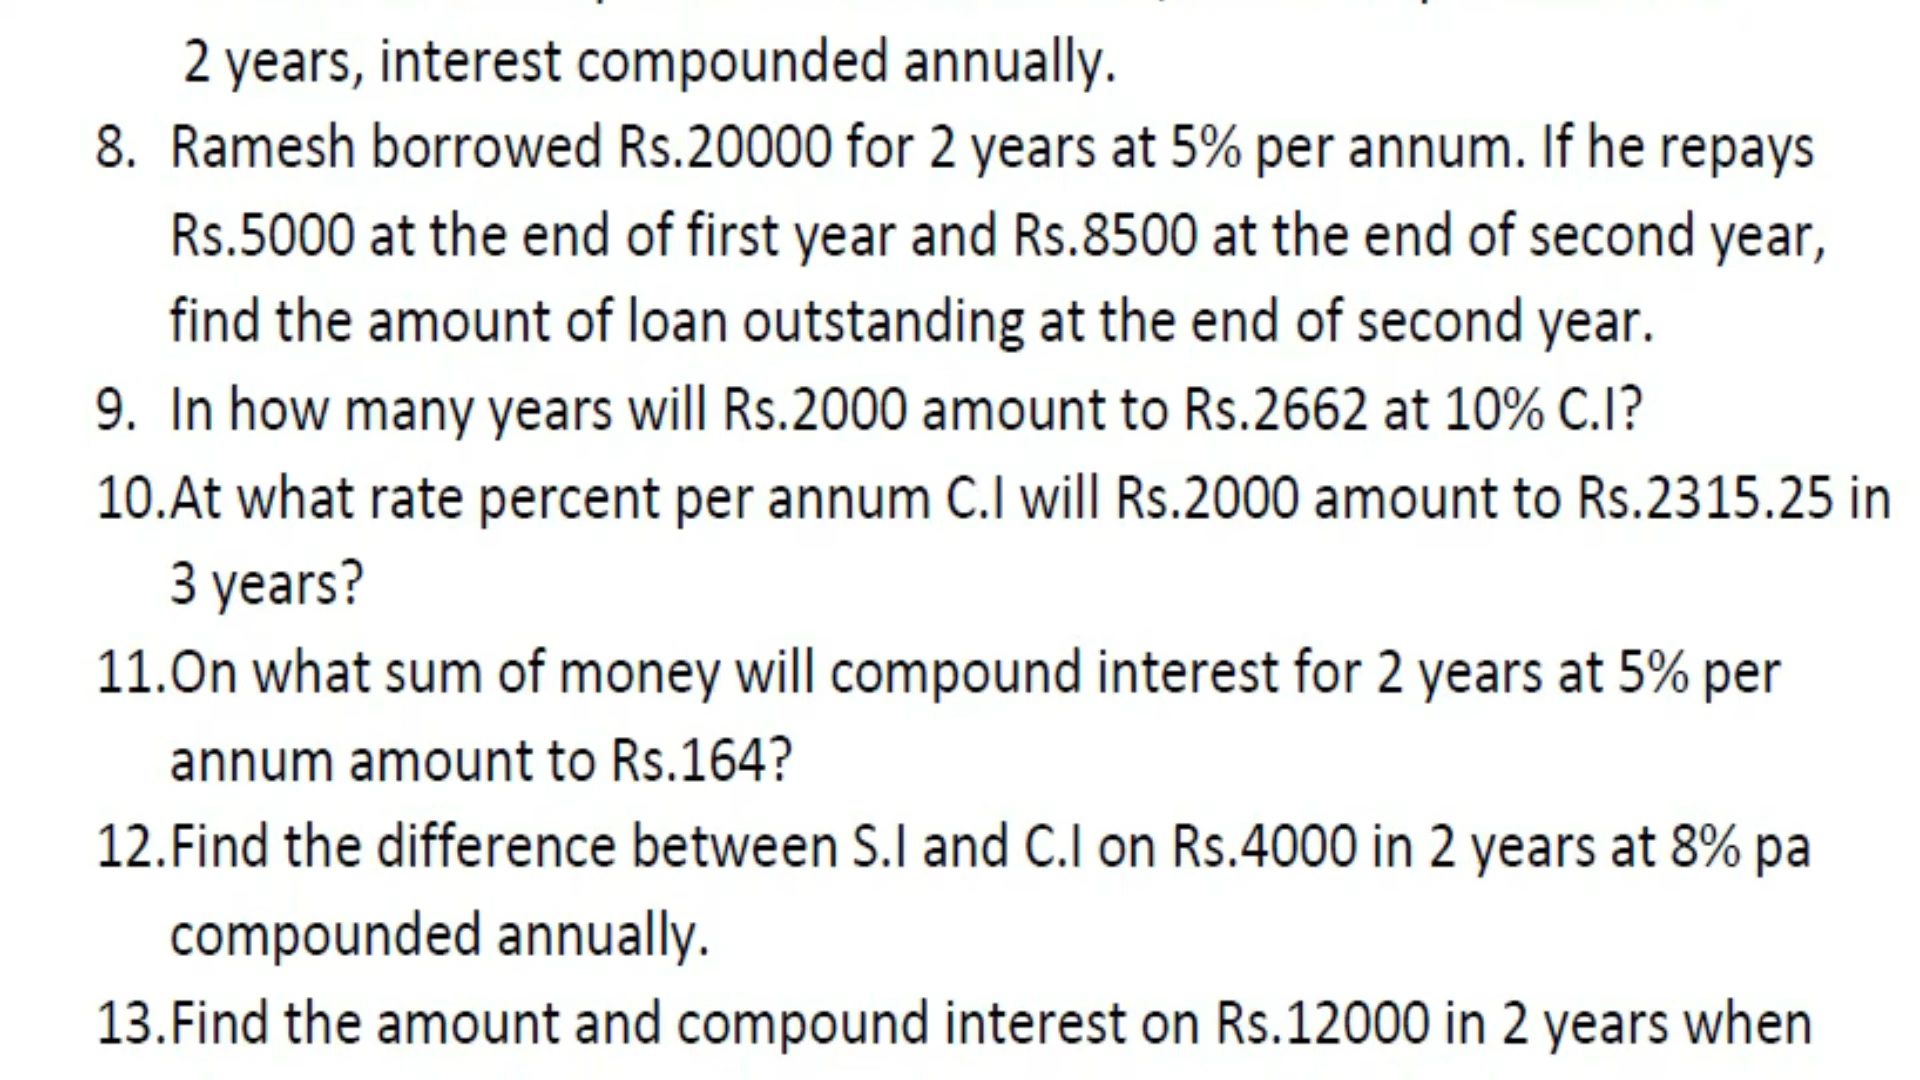 2 years, interest compounded annually.
8. Ramesh borrowed Rs.20000 for 2 years at 5% per annum. If he repays
Rs.5000 at the end of first year and Rs.8500 at the end of second year,
find the amount of loan outstanding at the end of second year.
9. In how many years will Rs.2000 amount to Rs.2662 at 10% C.I?
10.At what rate percent per annum C.I will Rs.2000 amount to Rs.2315.25 in
3 years?
11.On what sum of money will compound interest for 2 years at 5% per
annum amount to Rs.164?
12.Find the difference between S.I and C.I on Rs.4000 in 2 years at 8% pa
compounded annually.
13.Find the amount and compound interest on Rs.12000 in 2 years when